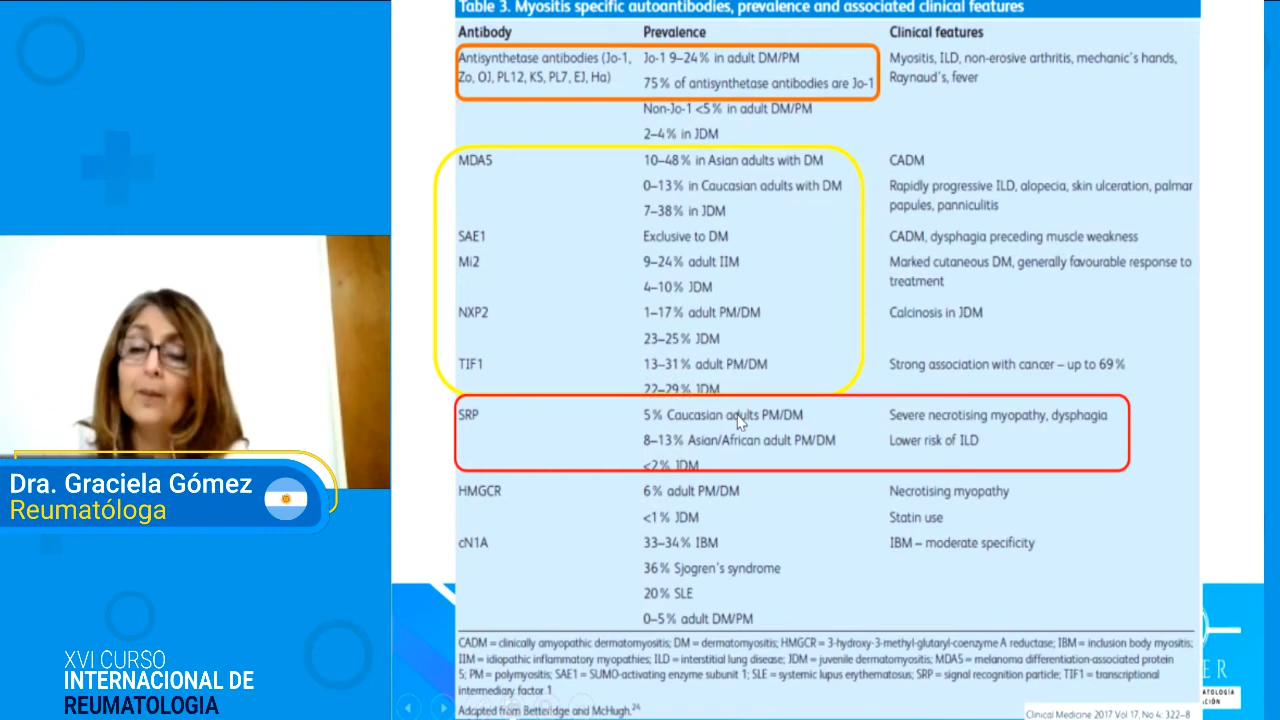 Table 3. Myositis specific autoantibodies, prevalence and associated clinical features
Antibody Prevalence Clinical features
Antisynthetase antibodies (Jo-1, Jo-1 9–24% in adult DM/PM Myositis, ILD, non-erosive arthritis, mechanic's hands,
Zo, OJ, PL12, KS, PL7, EJ, Ha) 75% of antisynthetase antibodies are Jo-1 Raynaud's, fever
Non-Jo-1 <5% in adult DM/PM
2–4% in JDM
MDA5 10–48% in Asian adults with DM CADM
0–13% in Caucasian adults with DM Rapidly progressive ILD, alopecia, skin ulceration, palmar
7–38% in JDM papules, panniculitis
SAE1 Exclusive to DM CADM, dysphagia preceding muscle weakness
Mi2 9–24% adult IIM Marked cutaneous DM, generally favourable response to
4–10% JDM treatment
NXP2 1–17% adult PM/DM Calcinosis in JDM
23–25% JDM
TIF1 13–31% adult PM/DM Strong association with cancer – up to 69%
22–29% JDM
SRP 5% Caucasian adults PM/DM Severe necrotising myopathy, dysphagia
8–13% Asian/African adult PM/DM Lower risk of ILD
<2% JDM
HMGCR 6% adult PM/DM Necrotising myopathy
<1% JDM Statin use
cN1A 33–34% IBM IBM – moderate specificity
36% Sjogren's syndrome
20% SLE
0–5% adult DM/PM
CADM = clinically amyopathic dermatomyositis; DM = dermatomyositis; HMGCR = 3-hydroxy-3-methyl-glutaryl-coenzyme A reductase; IBM = inclusion body myositis;
IIM = idiopathic inflammatory myopathies; ILD = interstitial lung disease; JDM = juvenile dermatomyositis; MDA5 = melanoma differentiation-associated protein
5; PM = polymyositis; SAE1 = SUMO-activating enzyme subunit 1; SLE = systemic lupus erythematosus; SRP = signal recognition particle; TIF1 = transcriptional
intermediary factor 1
Adapted from Betteridge and McHugh.24
Clinical Medicine 2017 Vol 17, No 4: 322–8
Dra. Graciela Gómez
Reumatóloga
XVI CURSO
INTERNACIONAL DE
REUMATOLOGIA